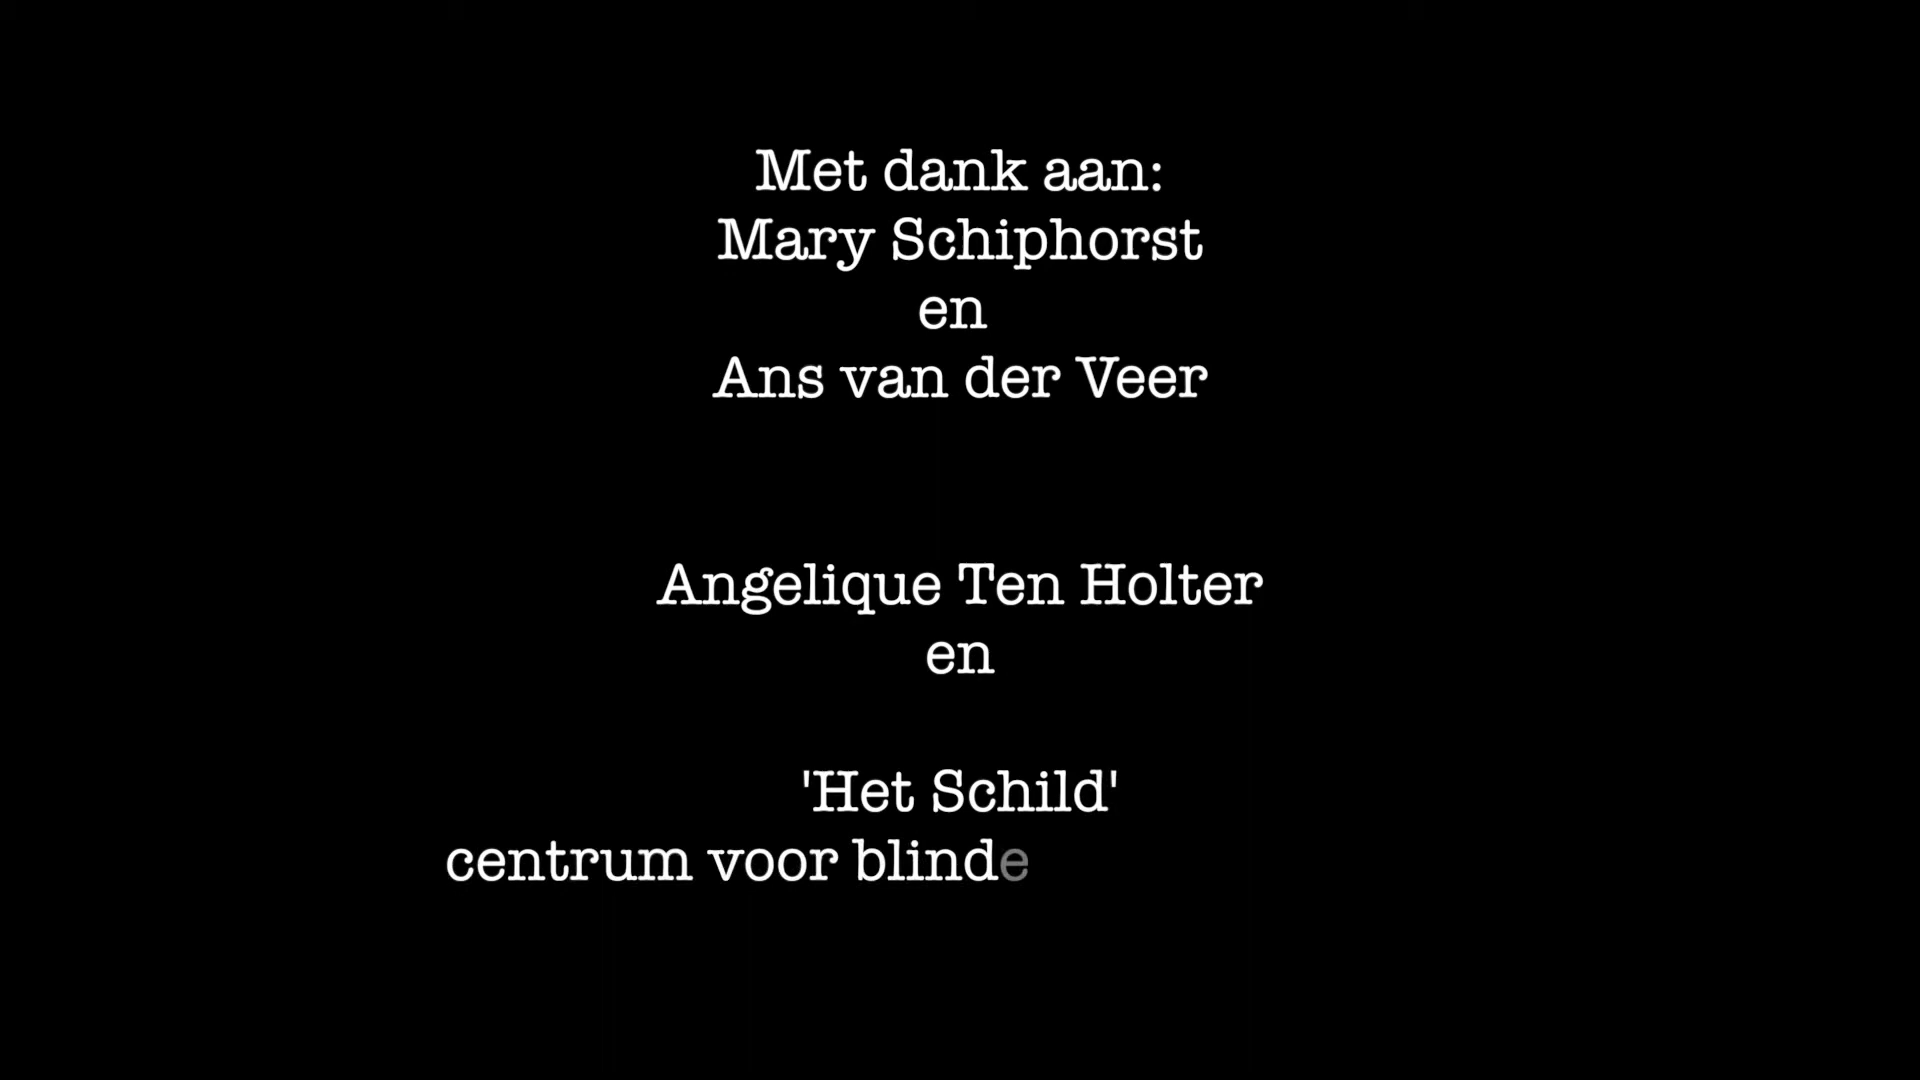 Met dank aan:
Mary Schiphorst
en
Ans van der Veer
Angelique Ten Holter
en
'Het Schild'
centrum voor blinde